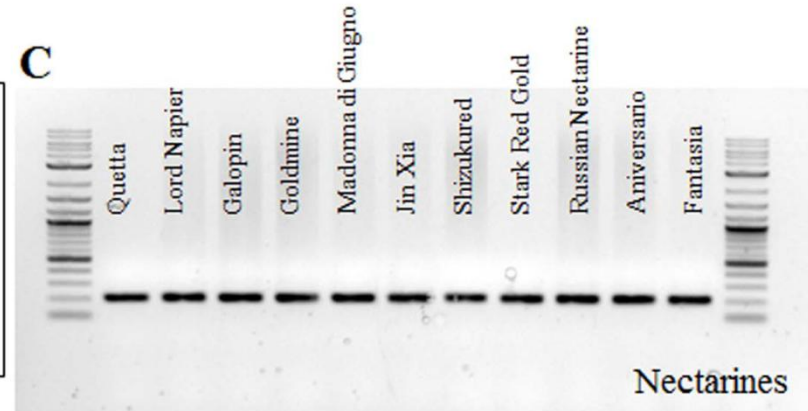 C
Quetta
Lord Napier
Galopin
Goldmine
Madonna di Giugno
Jin Xia
Shizukured
Stark Red Gold
Russian Nectarine
Aniversario
Fantasia
Nectarines